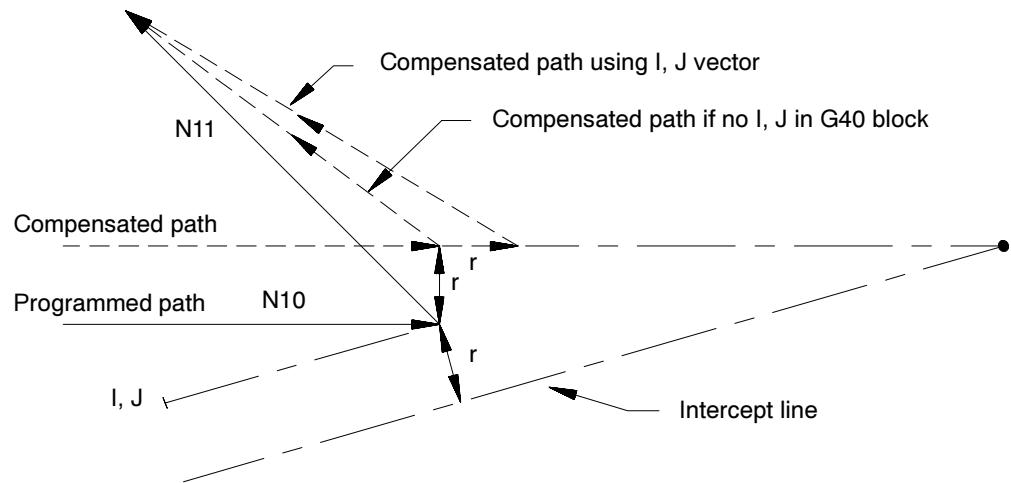 Compensated path using I, J vector
N11
Compensated path if no I, J in G40 block
Compensated path
r
r
Programmed path
N10
r
I, J
Intercept line